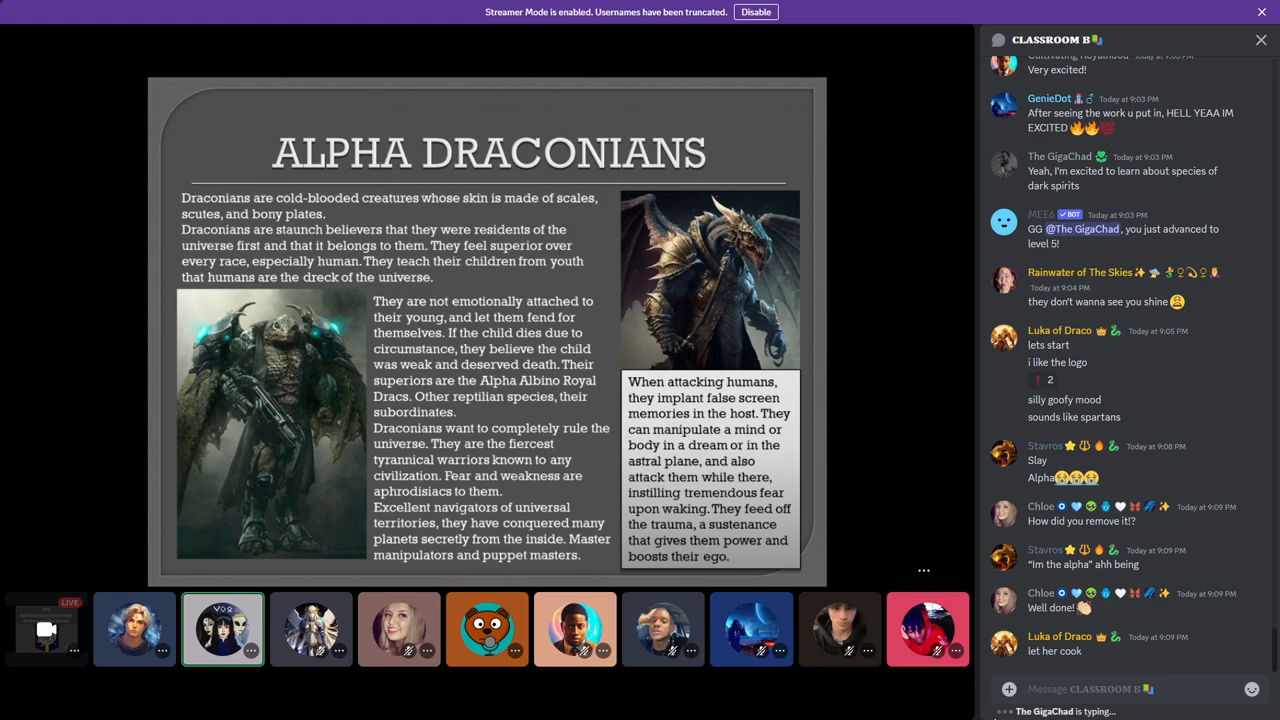 Streamer Mode is enabled. Usernames have been truncated.
Disable
CLASSROOM B
Today at 9:03 PM
Very excited!
GenieDot
Today at 9:03 PM
After seeing the work u put in, HELL YEAA IM
EXCITED 🔥🔥💯
The GigaChad
Today at 9:03 PM
Yeah, I'm excited to learn about species of
dark spirits
MEE6 ✓ BOT Today at 9:03 PM
GG @The GigaChad, you just advanced to
level 5!
Rainwater of The Skies
Today at 9:04 PM
they don't wanna see you shine 😩
Luka of Draco 👑 🐍 Today at 9:05 PM
lets start
i like the logo
2
silly goofy mood
sounds like spartans
Stavros Today at 9:08 PM
Slay
Alpha😭😭😭
Chloe Today at 9:09 PM
How did you remove it!?
Stavros Today at 9:09 PM
“Im the alpha” ahh being
Chloe Today at 9:09 PM
Well done!👏🏻
Luka of Draco 👑 🐍 Today at 9:09 PM
let her cook
Message CLASSROOM B
The GigaChad is typing...
ALPHA DRACONIANS
Draconians are cold-blooded creatures whose skin is made of scales,
scutes, and bony plates.
Draconians are staunch believers that they were residents of the
universe first and that it belongs to them. They feel superior over
every race, especially human. They teach their children from youth
that humans are the dreck of the universe.
They are not emotionally attached to
their young, and let them fend for
themselves. If the child dies due to
circumstance, they believe the child
was weak and deserved death. Their
superiors are the Alpha Albino Royal
Dracs. Other reptilian species, their
subordinates.
Draconians want to completely rule the
universe. They are the fiercest
tyrannical warriors known to any
civilization. Fear and weakness are
aphrodisiacs to them.
Excellent navigators of universal
territories, they have conquered many
planets secretly from the inside. Master
manipulators and puppet masters.
When attacking humans,
they implant false screen
memories in the host. They
can manipulate a mind or
body in a dream or in the
astral plane, and also
attack them while there,
instilling tremendous fear
upon waking. They feed off
the trauma, a sustenance
that gives them power and
boosts their ego.
LIVE